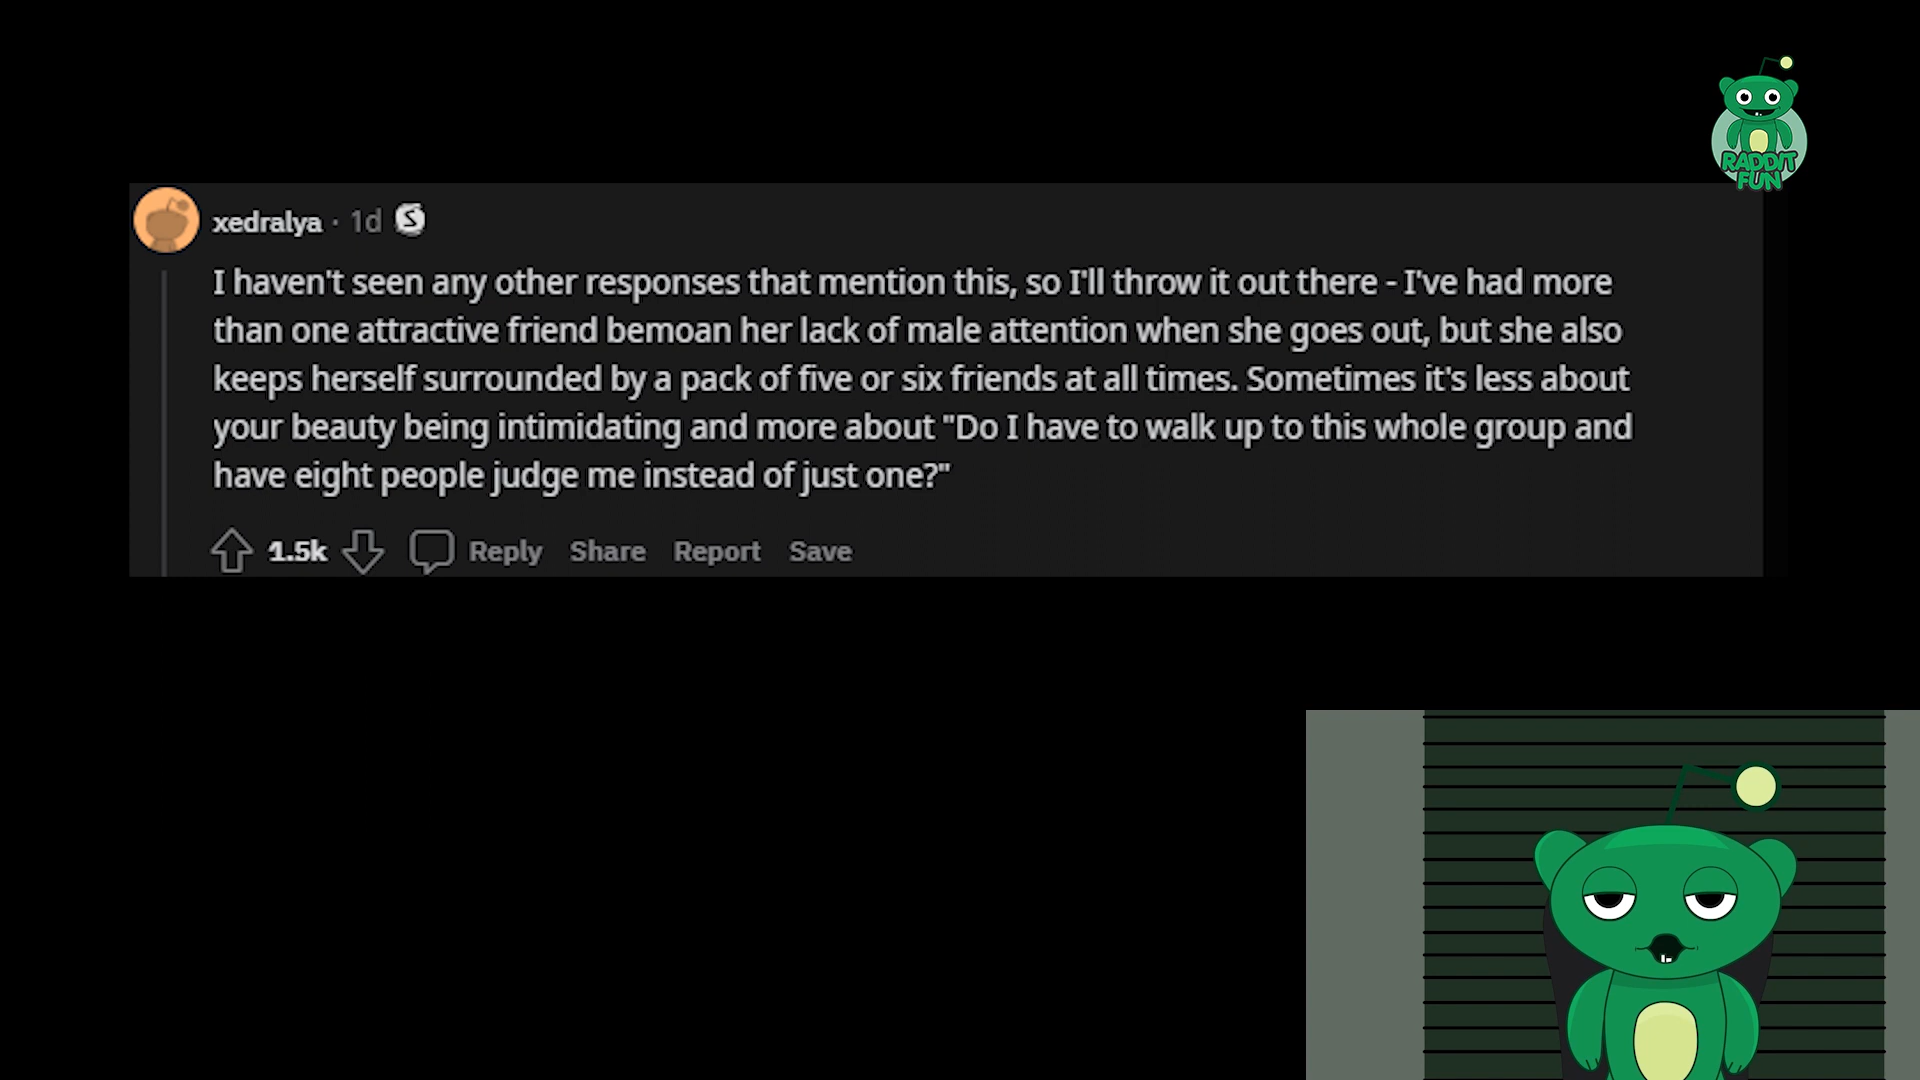 RADDIT
FUN
xedralya · 1d
I haven't seen any other responses that mention this, so I'll throw it out there - I've had more
than one attractive friend bemoan her lack of male attention when she goes out, but she also
keeps herself surrounded by a pack of five or six friends at all times. Sometimes it's less about
your beauty being intimidating and more about "Do I have to walk up to this whole group and
have eight people judge me instead of just one?"
1.5k Reply Share Report Save